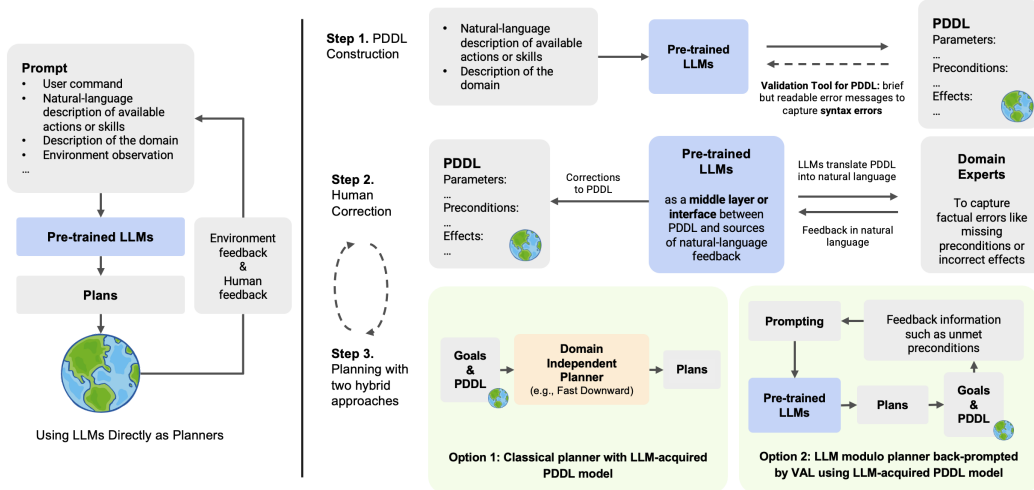 Prompt
• User command
• Natural-language
description of available
actions or skills
• Description of the domain
• Environment observation
...
Pre-trained LLMs
Plans
Environment
feedback
&
Human
feedback
Using LLMs Directly as Planners
Step 1. PDDL
Construction
• Natural-language
description of available
actions or skills
• Description of the
domain
Pre-trained
LLMs
Validation Tool for PDDL: brief
but readable error messages to
capture syntax errors
PDDL
Parameters:
...
Preconditions:
...
Effects:
...
Step 2.
Human
Correction
PDDL
Parameters:
...
Preconditions:
...
Effects:
...
Corrections
to PDDL
Pre-trained
LLMs
as a middle layer or
interface between
PDDL and sources
of natural-language
feedback
LLMs translate PDDL
into natural language
Feedback in natural
language
Domain
Experts
To capture
factual errors like
missing
preconditions or
incorrect effects
Step 3.
Planning with
two hybrid
approaches
Goals
&
PDDL
Domain
Independent
Planner
(e.g., Fast Downward)
Plans
Option 1: Classical planner with LLM-acquired
PDDL model
Prompting
Feedback information
such as unmet
preconditions
Pre-trained
LLMs
Plans
Goals
&
PDDL
Option 2: LLM modulo planner back-prompted
by VAL using LLM-acquired PDDL model